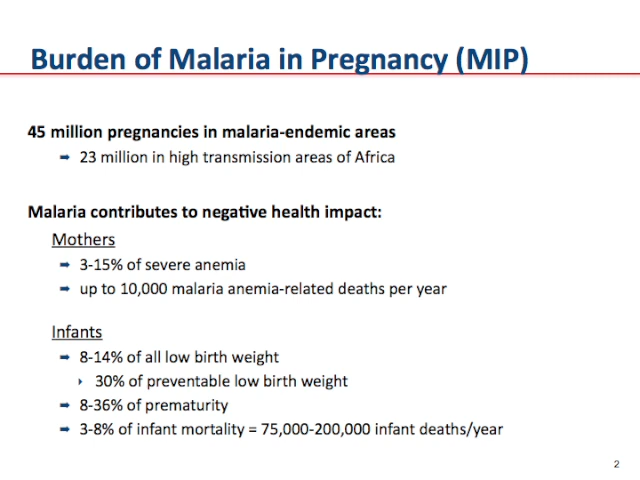 Burden of Malaria in Pregnancy (MIP)
45 million pregnancies in malaria-endemic areas
➡ 23 million in high transmission areas of Africa
Malaria contributes to negative health impact:
Mothers
➡ 3-15% of severe anemia
➡ up to 10,000 malaria anemia-related deaths per year
Infants
➡ 8-14% of all low birth weight
‣ 30% of preventable low birth weight
➡ 8-36% of prematurity
➡ 3-8% of infant mortality = 75,000-200,000 infant deaths/year
2